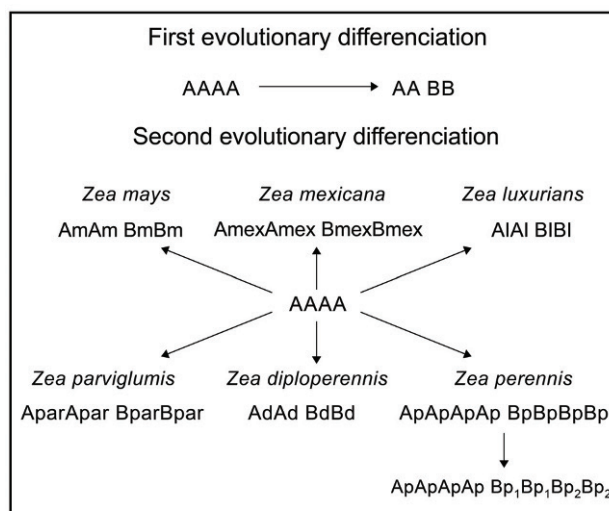 First evolutionary differenciation
AAAA AA BB
Second evolutionary differenciation
Zea mays Zea mexicana Zea luxurians
AmAm BmBm AmexAmex BmexBmex AlAl BlBl
AAAA
Zea parviglumis Zea diploperennis Zea perennis
AparApar BparBpar AdAd BdBd ApApApAp BpBpBpBp
ApApApAp Bp₁Bp₁Bp₂Bp₂